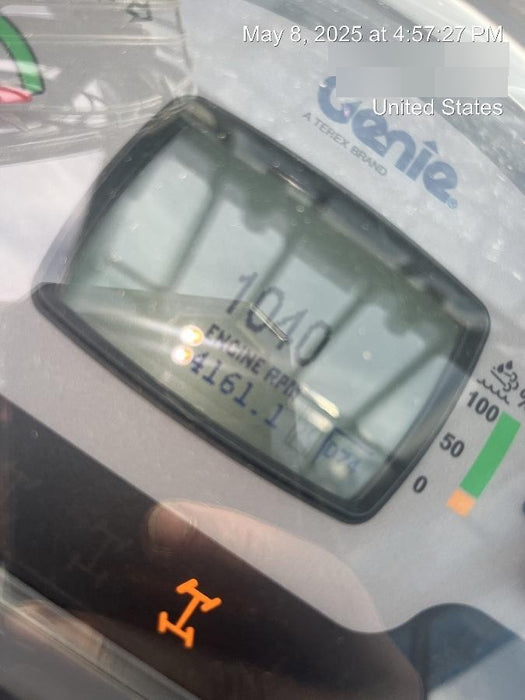 May 8, 2025 at 4:57:27 PM
United States
Genie
A TEREX BRAND
1040
ENGINE RPM
4161.1
100
50
0